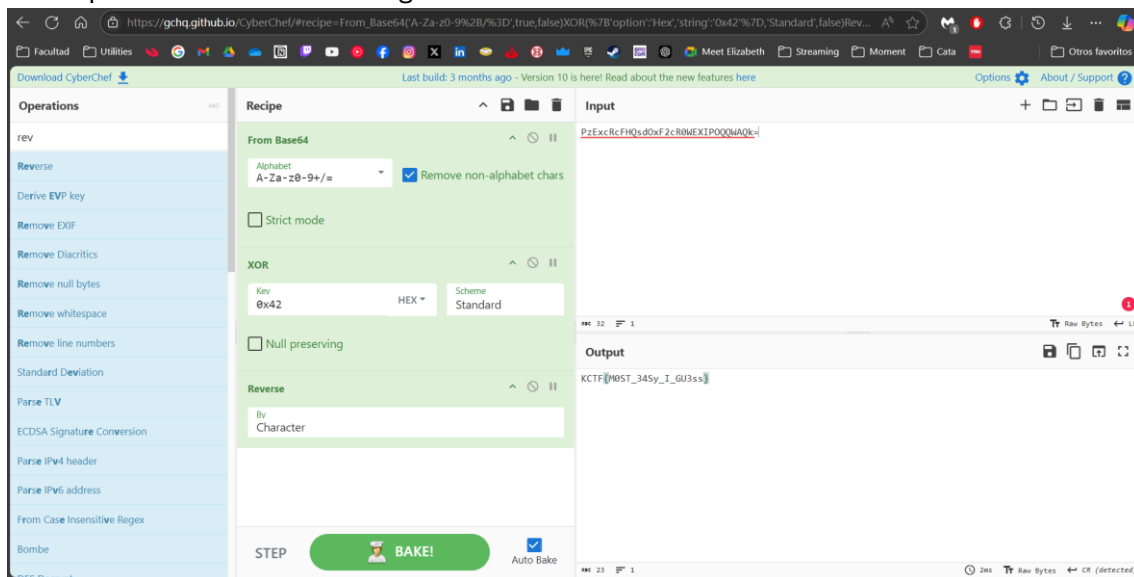 https://gchq.github.io/CyberChef/#recipe=From_Base64('A-Za-z0-9%2B/%3D',true,false)XOR(%7B'option':'Hex','string':'0x42'%7D,'Standard',false)Rev...
Facultad Utilities Meet Elizabeth Streaming Moment Cata Otros favoritos
Download CyberChef Last build: 3 months ago - Version 10 is here! Read about the new features here Options About / Support
Operations
rev
Reverse
Derive EVP key
Remove EXIF
Remove Diacritics
Remove null bytes
Remove whitespace
Remove line numbers
Standard Deviation
Parse TLV
ECDSA Signature Conversion
Parse IPv4 header
Parse IPv6 address
From Case Insensitive Regex
Bombe
Recipe
From Base64
Alphabet
A-Za-z0-9+/=
Remove non-alphabet chars
Strict mode
XOR
Key
0x42
HEX
Scheme
Standard
Null preserving
Reverse
By
Character
STEP
BAKE!
Auto Bake
Input
PzExcRcFHQsdOxF2cR0WEXIPOQQWAQk=
32 1 Raw Bytes
1
Output
KCTF{M0ST_34Sy_I_GU3ss}
23 1 2ms Raw Bytes CR (detected)